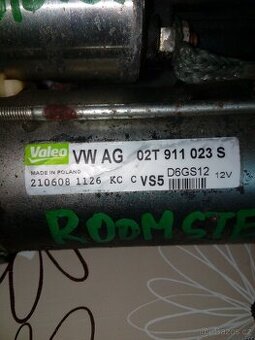 Valeo VW AG 02T 911 023 S
MADE IN POLAND
210608 1126 KC C VS5 D6GS12 12V
ROOMSTE